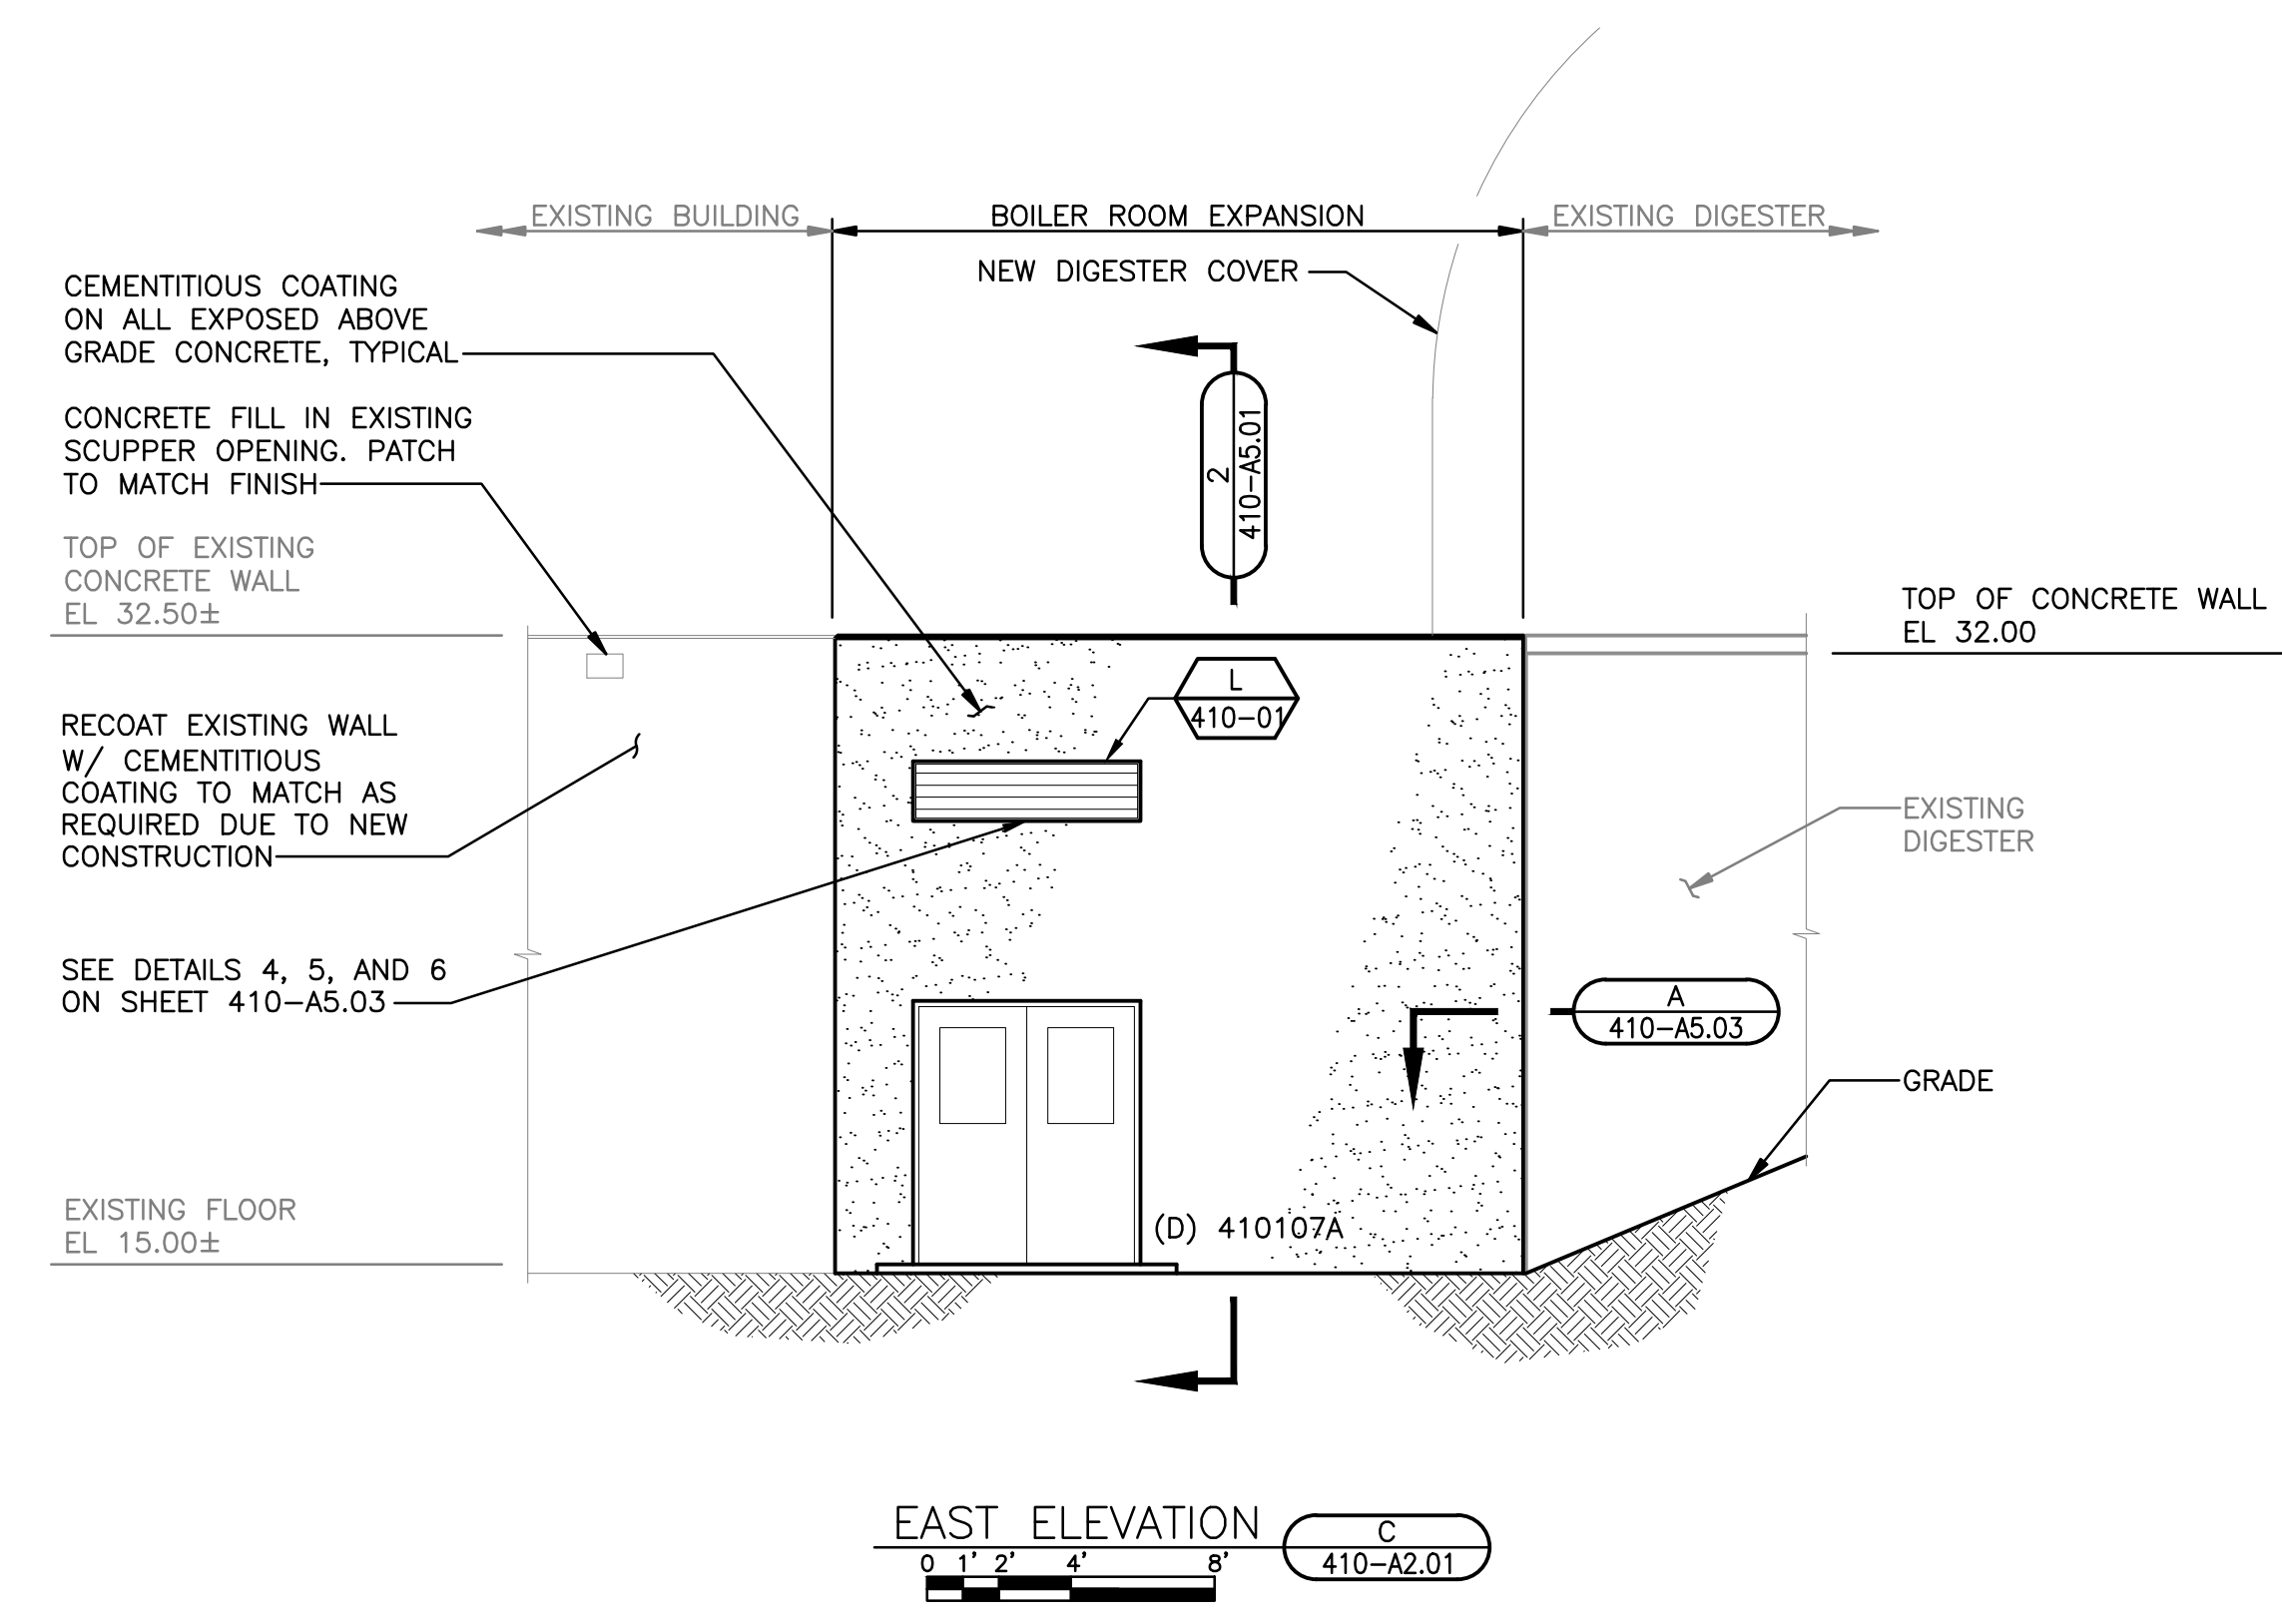 EXISTING BUILDING
BOILER ROOM EXPANSION
EXISTING DIGESTER
NEW DIGESTER COVER
CEMENTITIOUS COATING
ON ALL EXPOSED ABOVE
GRADE CONCRETE, TYPICAL
CONCRETE FILL IN EXISTING
SCUPPER OPENING. PATCH
TO MATCH FINISH
TOP OF EXISTING
CONCRETE WALL
EL 32.50±
RECOAT EXISTING WALL
W/ CEMENTITIOUS
COATING TO MATCH AS
REQUIRED DUE TO NEW
CONSTRUCTION
SEE DETAILS 4, 5, AND 6
ON SHEET 410-A5.03
EXISTING FLOOR
EL 15.00±
2
410-A5.01
L
410-01
(D) 410107A
TOP OF CONCRETE WALL
EL 32.00
EXISTING
DIGESTER
A
410-A5.03
GRADE
EAST ELEVATION
C
410-A2.01
0 1' 2' 4' 8'